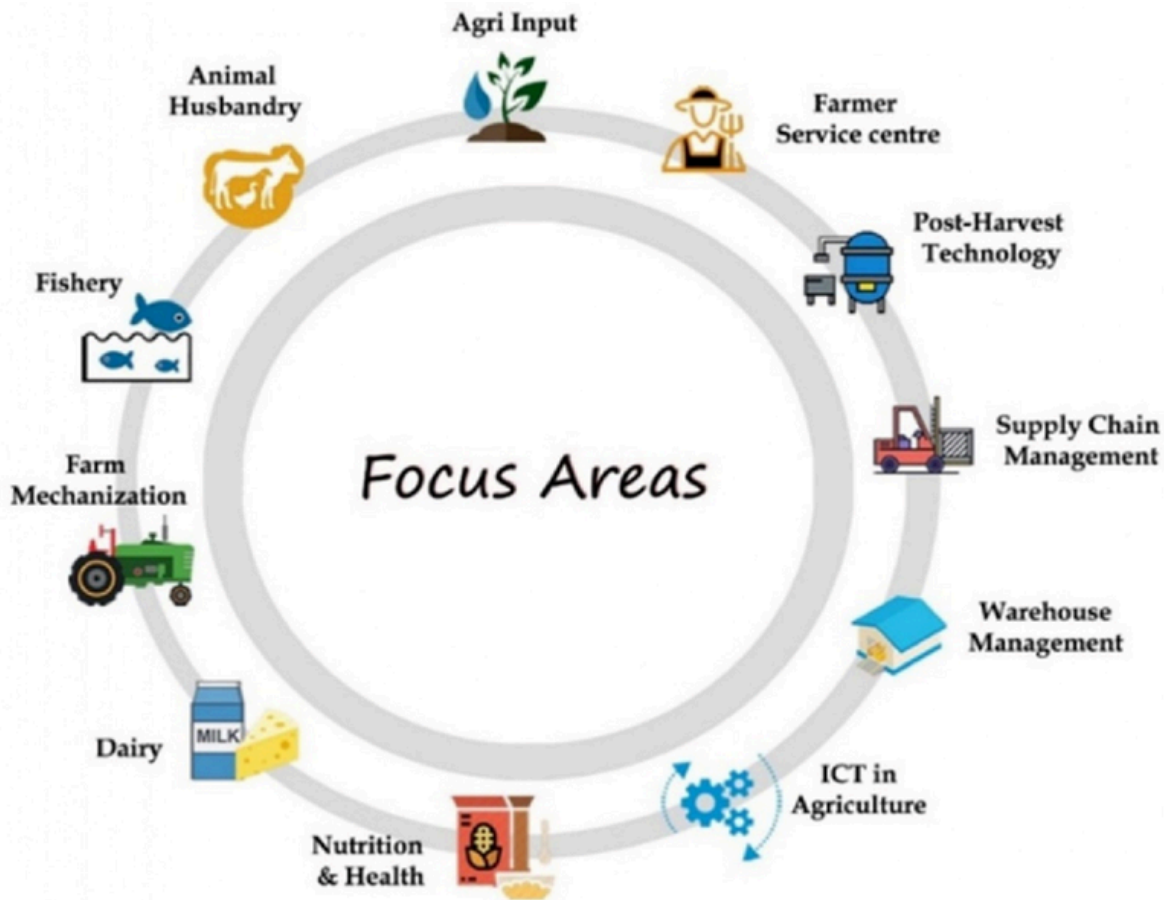 Agri Input
Animal
Husbandry
Farmer
Service centre
Post-Harvest
Technology
Fishery
Supply Chain
Management
Farm
Mechanization
Focus Areas
Warehouse
Management
MILK
Dairy
ICT in
Agriculture
Nutrition
& Health